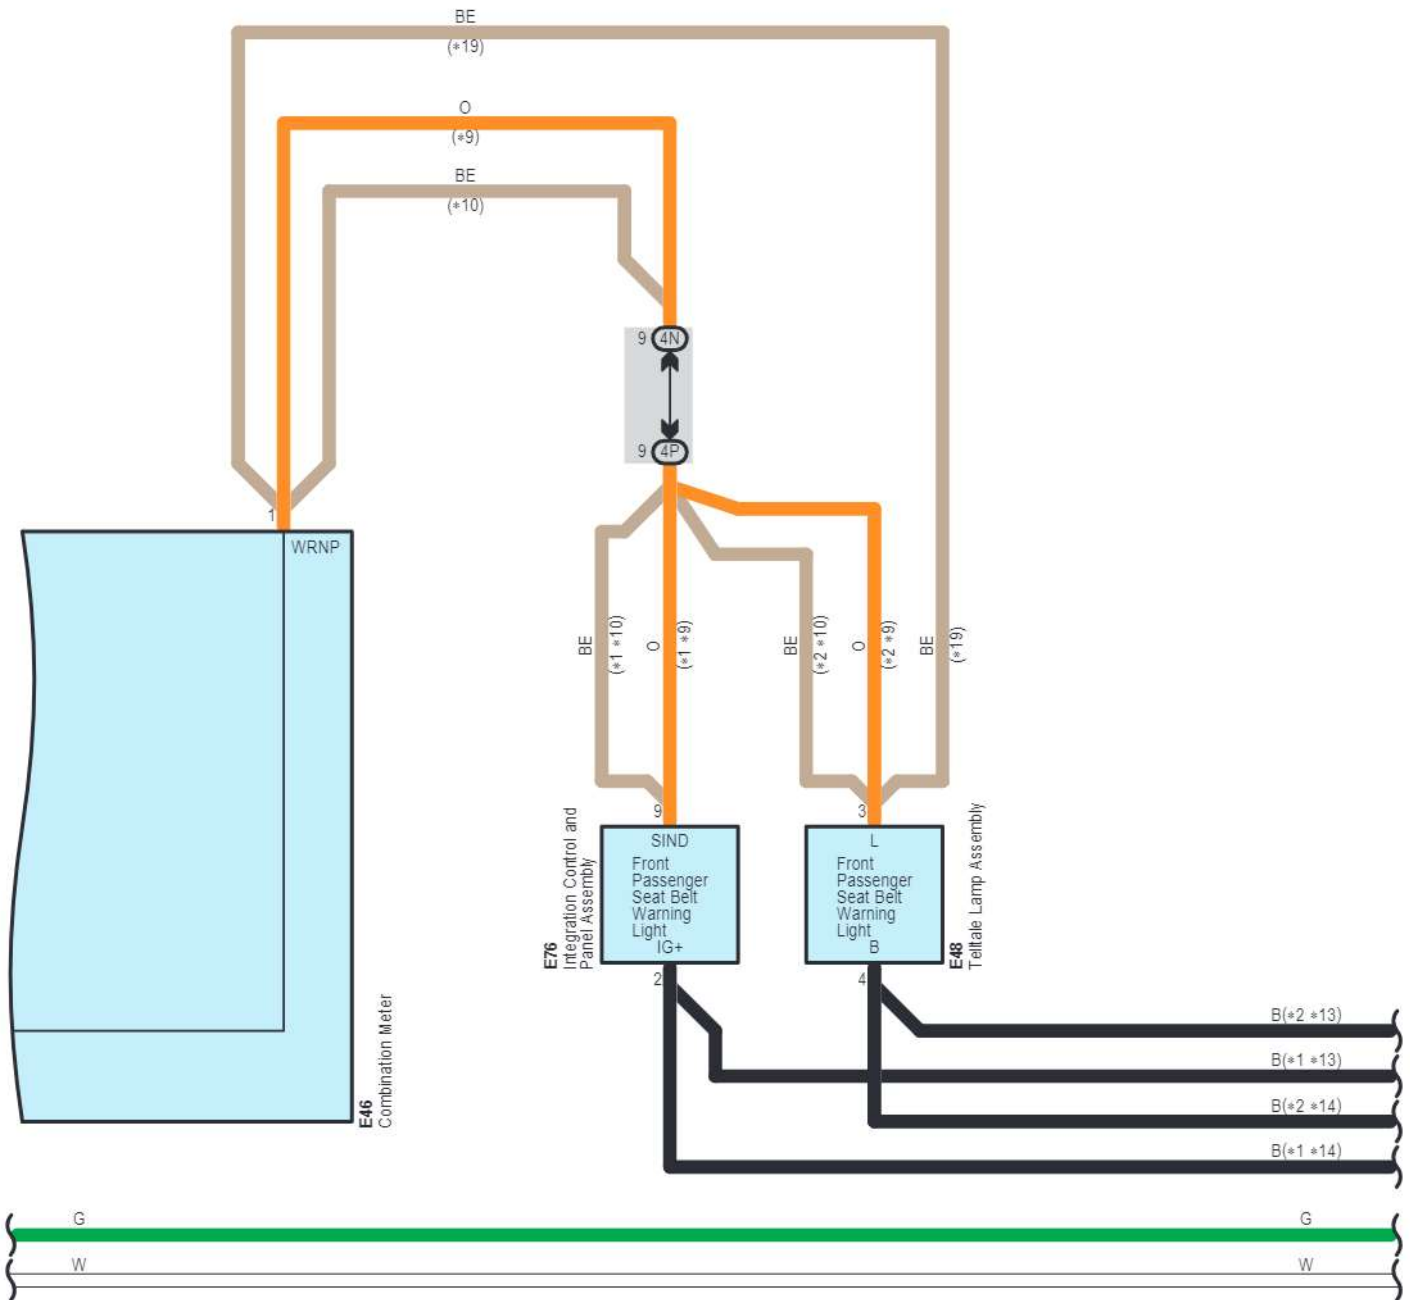 BE
(*19)
O
(*9)
BE
(*10)
9 4N
9 4P
1
WRNP
BE
(*1 *10)
O
(*1 *9)
BE
(*2 *10)
O
(*2 *9)
BE
(*19)
9
SIND
Front
Passenger
Seat Belt
Warning
Light
IG+
2
E76
Integration Control and
Panel Assembly
3
L
Front
Passenger
Seat Belt
Warning
Light
B
4
E48
Telltale Lamp Assembly
E46
Combination Meter
B(*2 *13)
B(*1 *13)
B(*2 *14)
B(*1 *14)
G G
W W